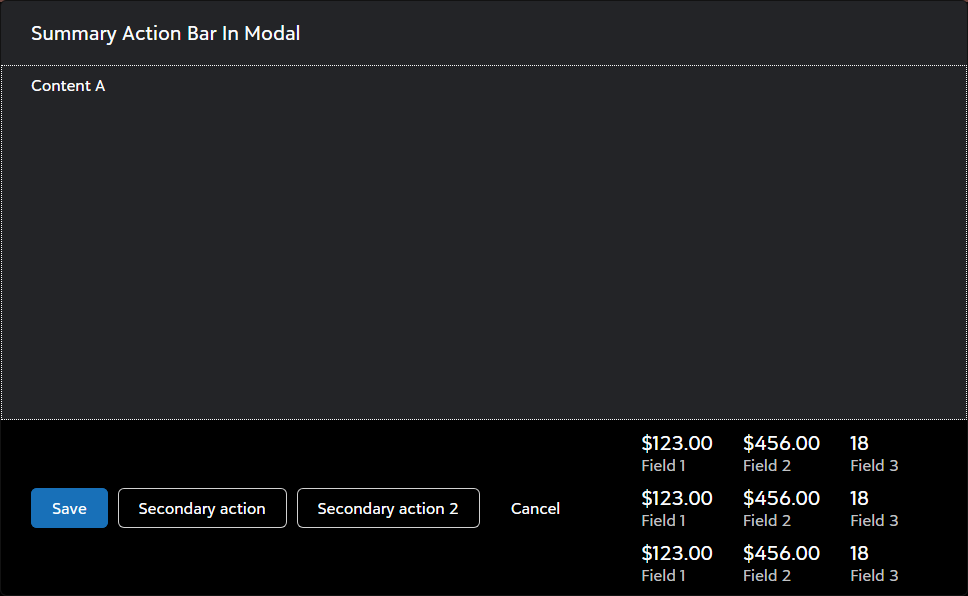 Summary Action Bar In Modal
Content A
Save Secondary action Secondary action 2 Cancel
$123.00 $456.00 18
Field 1 Field 2 Field 3
$123.00 $456.00 18
Field 1 Field 2 Field 3
$123.00 $456.00 18
Field 1 Field 2 Field 3